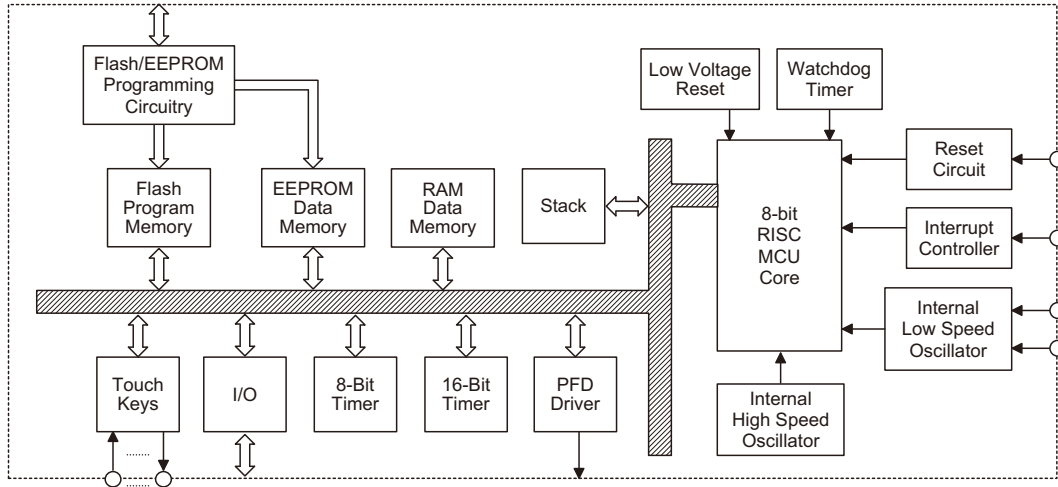 Flash/EEPROM
Programming
Circuitry
Low Voltage
Reset
Watchdog
Timer
Flash
Program
Memory
EEPROM
Data
Memory
RAM
Data
Memory
Stack
8-bit
RISC
MCU
Core
Reset
Circuit
Interrupt
Controller
Internal
Low Speed
Oscillator
Touch
Keys
I/O
8-Bit
Timer
16-Bit
Timer
PFD
Driver
Internal
High Speed
Oscillator